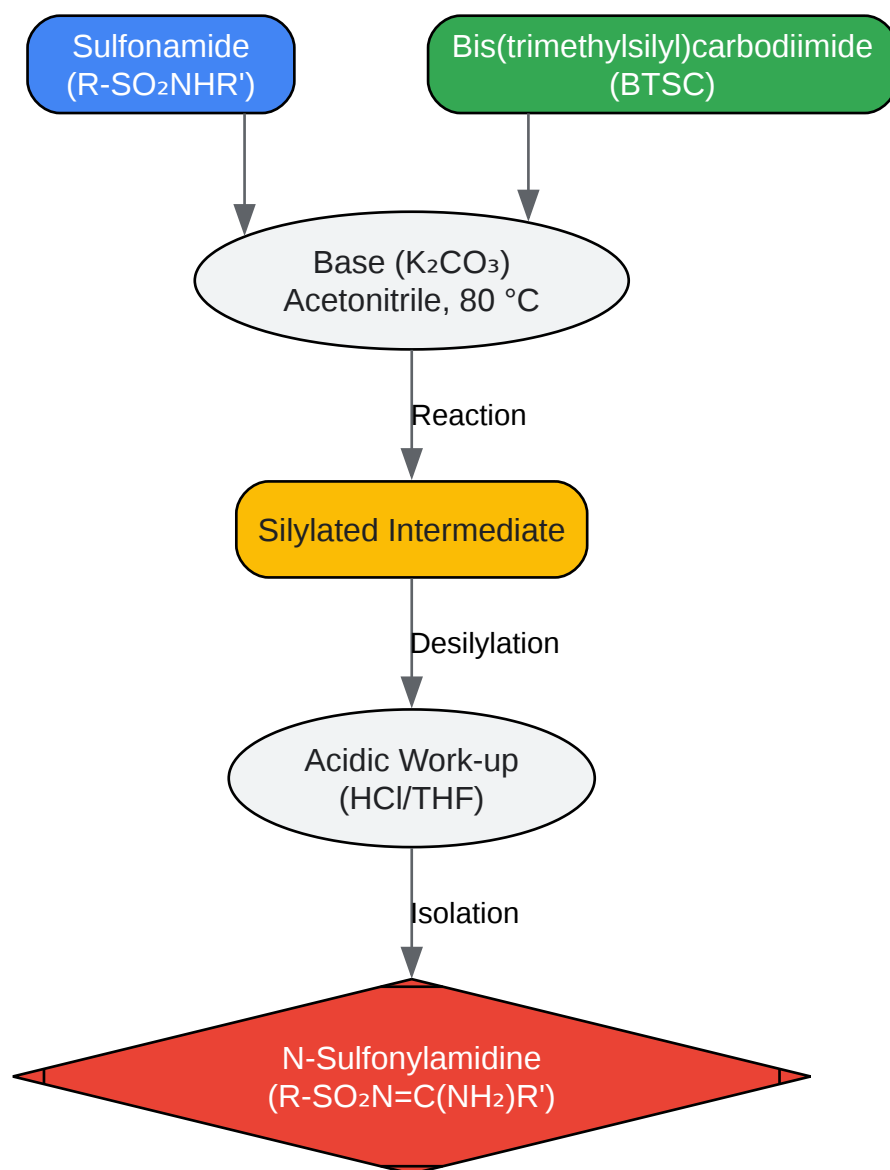 Sulfonamide
(R-SO₂NHR')
Bis(trimethylsilyl)carbodiimide
(BTSC)
Base (K₂CO₃)
Acetonitrile, 80 °C
Reaction
Silylated Intermediate
Desilylation
Acidic Work-up
(HCl/THF)
Isolation
N-Sulfonylamidine
(R-SO₂N=C(NH₂)R')